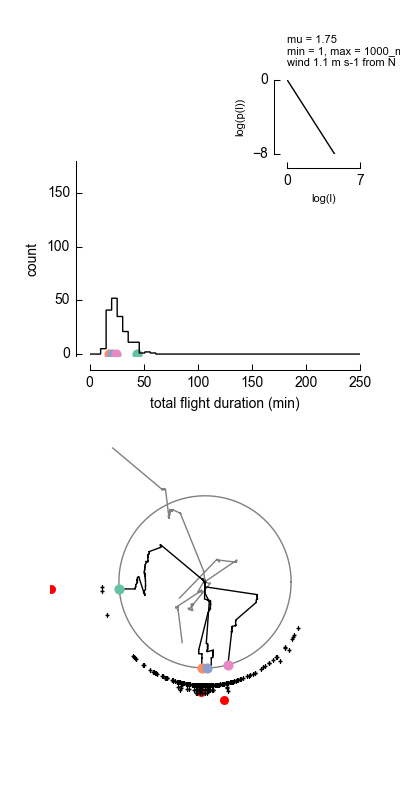 mu = 1.75
min = 1, max = 1000_m
wind 1.1 m s-1 from N
0
log(p(l))
−8
0
7
log(l)
150
100
count
50
0
0
50
100
150
200
250
total flight duration (min)